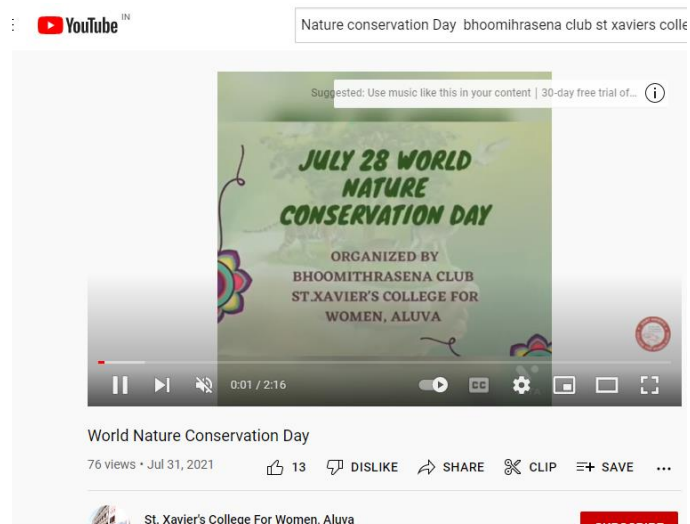 YouTube IN
Nature conservation Day bhoomihrasena club st xaviers colle
Suggested: Use music like this in your content | 30-day free trial of...
JULY 28 WORLD
NATURE
CONSERVATION DAY
ORGANIZED BY
BHOOMITHRASENA CLUB
ST.XAVIER'S COLLEGE FOR
WOMEN, ALUVA
0:01 / 2:16
CC
World Nature Conservation Day
76 views • Jul 31, 2021 13 DISLIKE SHARE CLIP SAVE ...
St. Xavier's College For Women, Aluva
SUBSCRIBE